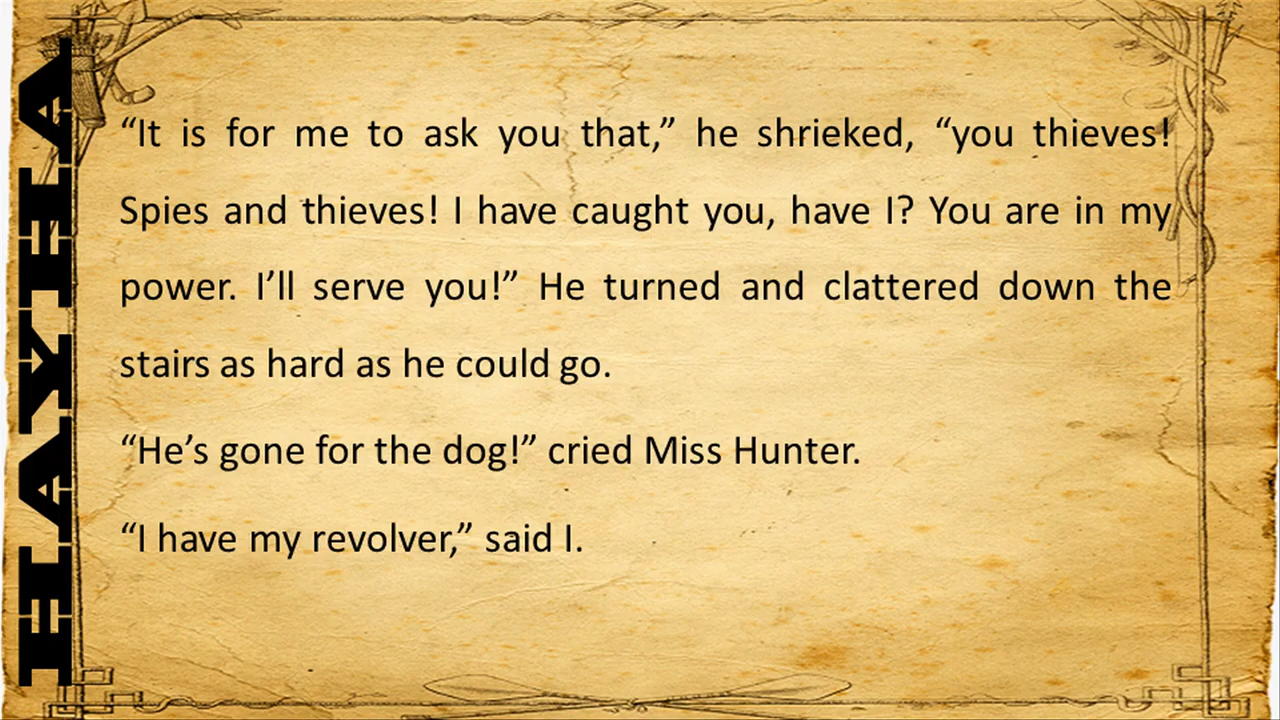 HAYHA
“It is for me to ask you that,” he shrieked, “you thieves!
Spies and thieves! I have caught you, have I? You are in my
power. I’ll serve you!” He turned and clattered down the
stairs as hard as he could go.
“He’s gone for the dog!” cried Miss Hunter.
“I have my revolver,” said I.